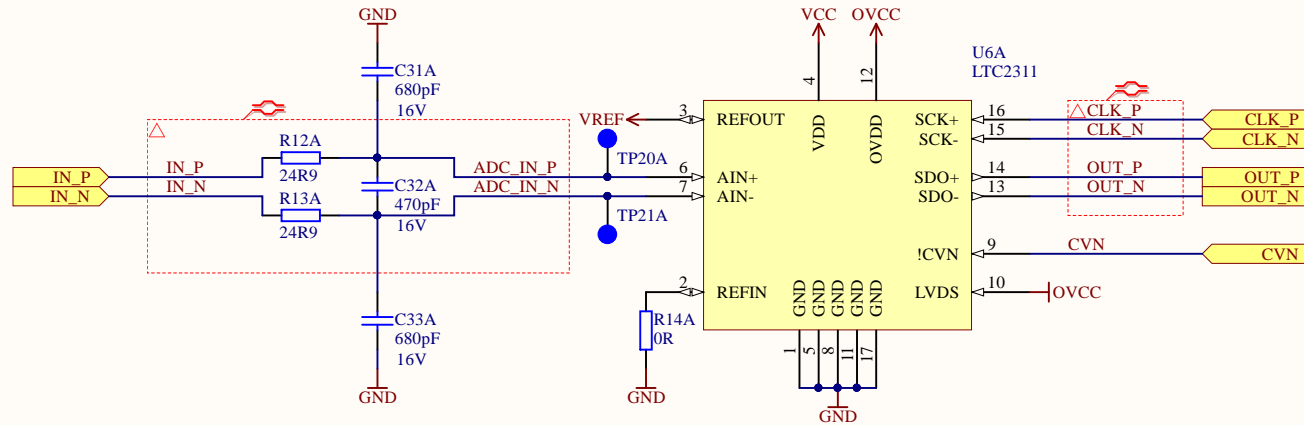 GND
VCC
OVCC
C31A
680pF
16V
U6A
LTC2311
4
12
VDD
OVDD
VREF
3
REFOUT
SCK+
16
CLK_P
CLK_P
SCK-
15
CLK_N
CLK_N
R12A
24R9
TP20A
IN_P
IN_P
ADC_IN_P
6
AIN+
SDO+
14
OUT_P
OUT_P
IN_N
IN_N
C32A
470pF
16V
ADC_IN_N
7
AIN-
SDO-
13
OUT_N
OUT_N
R13A
24R9
TP21A
!CVN
9
CVN
CVN
2
REFIN
LVDS
10
OVCC
GND
GND
GND
GND
GND
C33A
680pF
16V
R14A
0R
1
5
8
11
17
GND
GND
GND